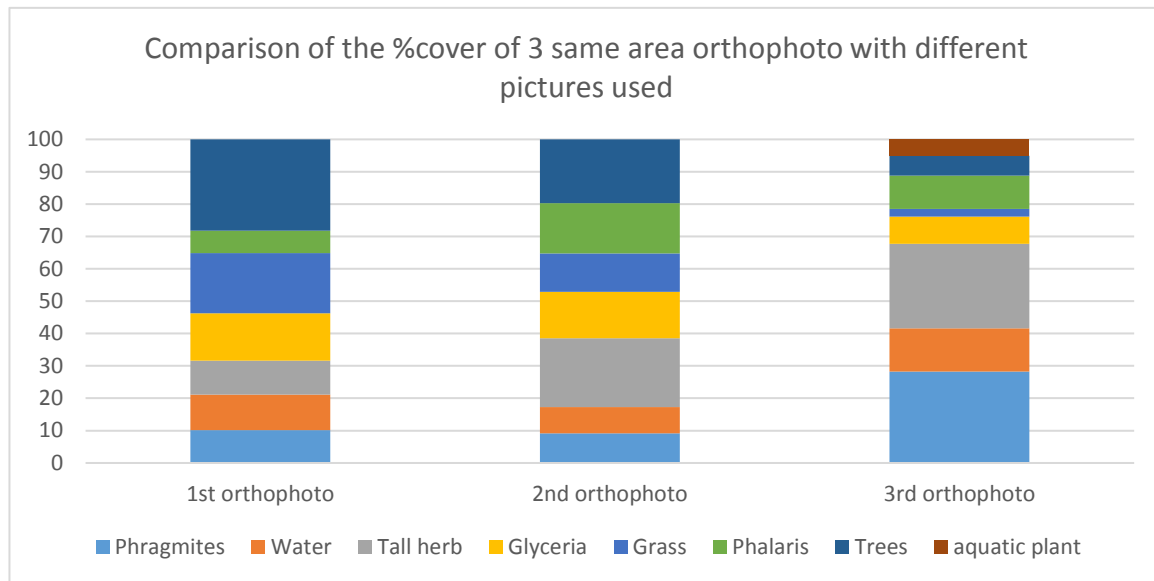 Comparison of the %cover of 3 same area orthophoto with different
pictures used
100
90
80
70
60
50
40
30
20
10
0
1st orthophoto 2nd orthophoto 3rd orthophoto
Phragmites Water Tall herb Glyceria Grass Phalaris Trees aquatic plant